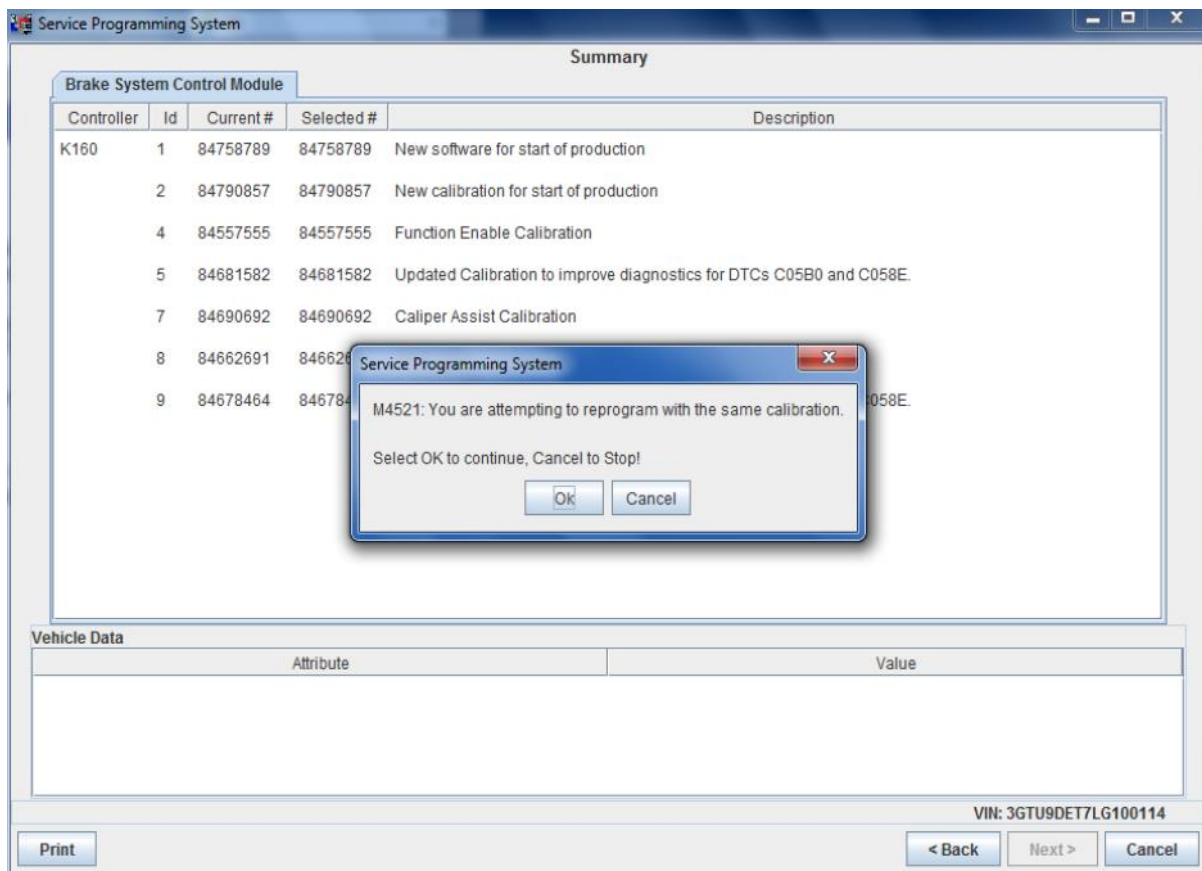 Service Programming System
Summary
Brake System Control Module
Controller Id Current # Selected # Description
K160 1 84758789 84758789 New software for start of production
2 84790857 84790857 New calibration for start of production
4 84557555 84557555 Function Enable Calibration
5 84681582 84681582 Updated Calibration to improve diagnostics for DTCs C05B0 and C058E.
7 84690692 84690692 Caliper Assist Calibration
8 84662691 846626
9 84678464 846784 C058E.
Service Programming System
M4521: You are attempting to reprogram with the same calibration.
Select OK to continue, Cancel to Stop!
Ok Cancel
Vehicle Data
Attribute Value
VIN: 3GTU9DET7LG100114
Print < Back Next > Cancel